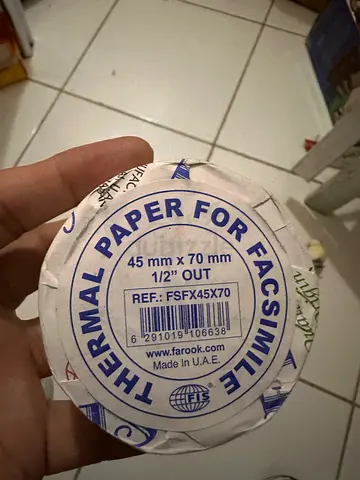 THERMAL PAPER FOR FACSIMILE
45 mm x 70 mm
1/2" OUT
REF.: FSFX45X70
6 291019 106638
www.farook.com
Made In U.A.E.
FIS
dubizzle